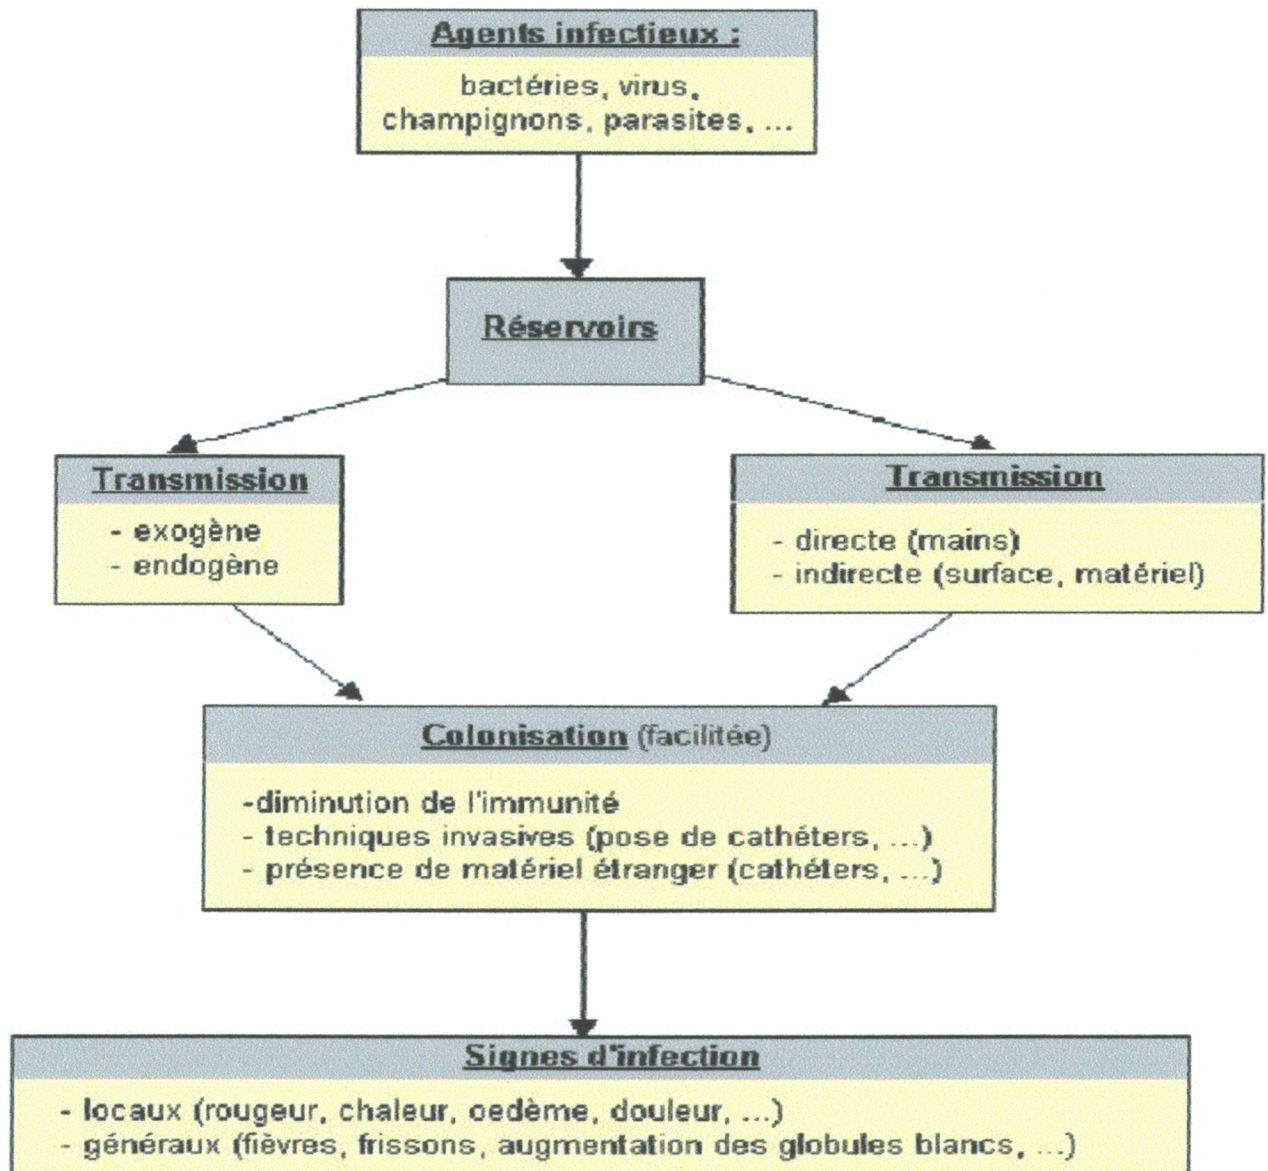 Agents infectieux :
bactéries, virus,
champignons, parasites, ...
Réservoirs
Transmission
- exogène
- endogène
Transmission
- directe (mains)
- indirecte (surface, matériel)
Colonisation (facilitée)
-diminution de l'immunité
- techniques invasives (pose de cathéters, ...)
- présence de matériel étranger (cathéters, ...)
Signes d'infection
- locaux (rougeur, chaleur, oedème, douleur, ...)
- généraux (fièvres, frissons, augmentation des globules blancs, ...)